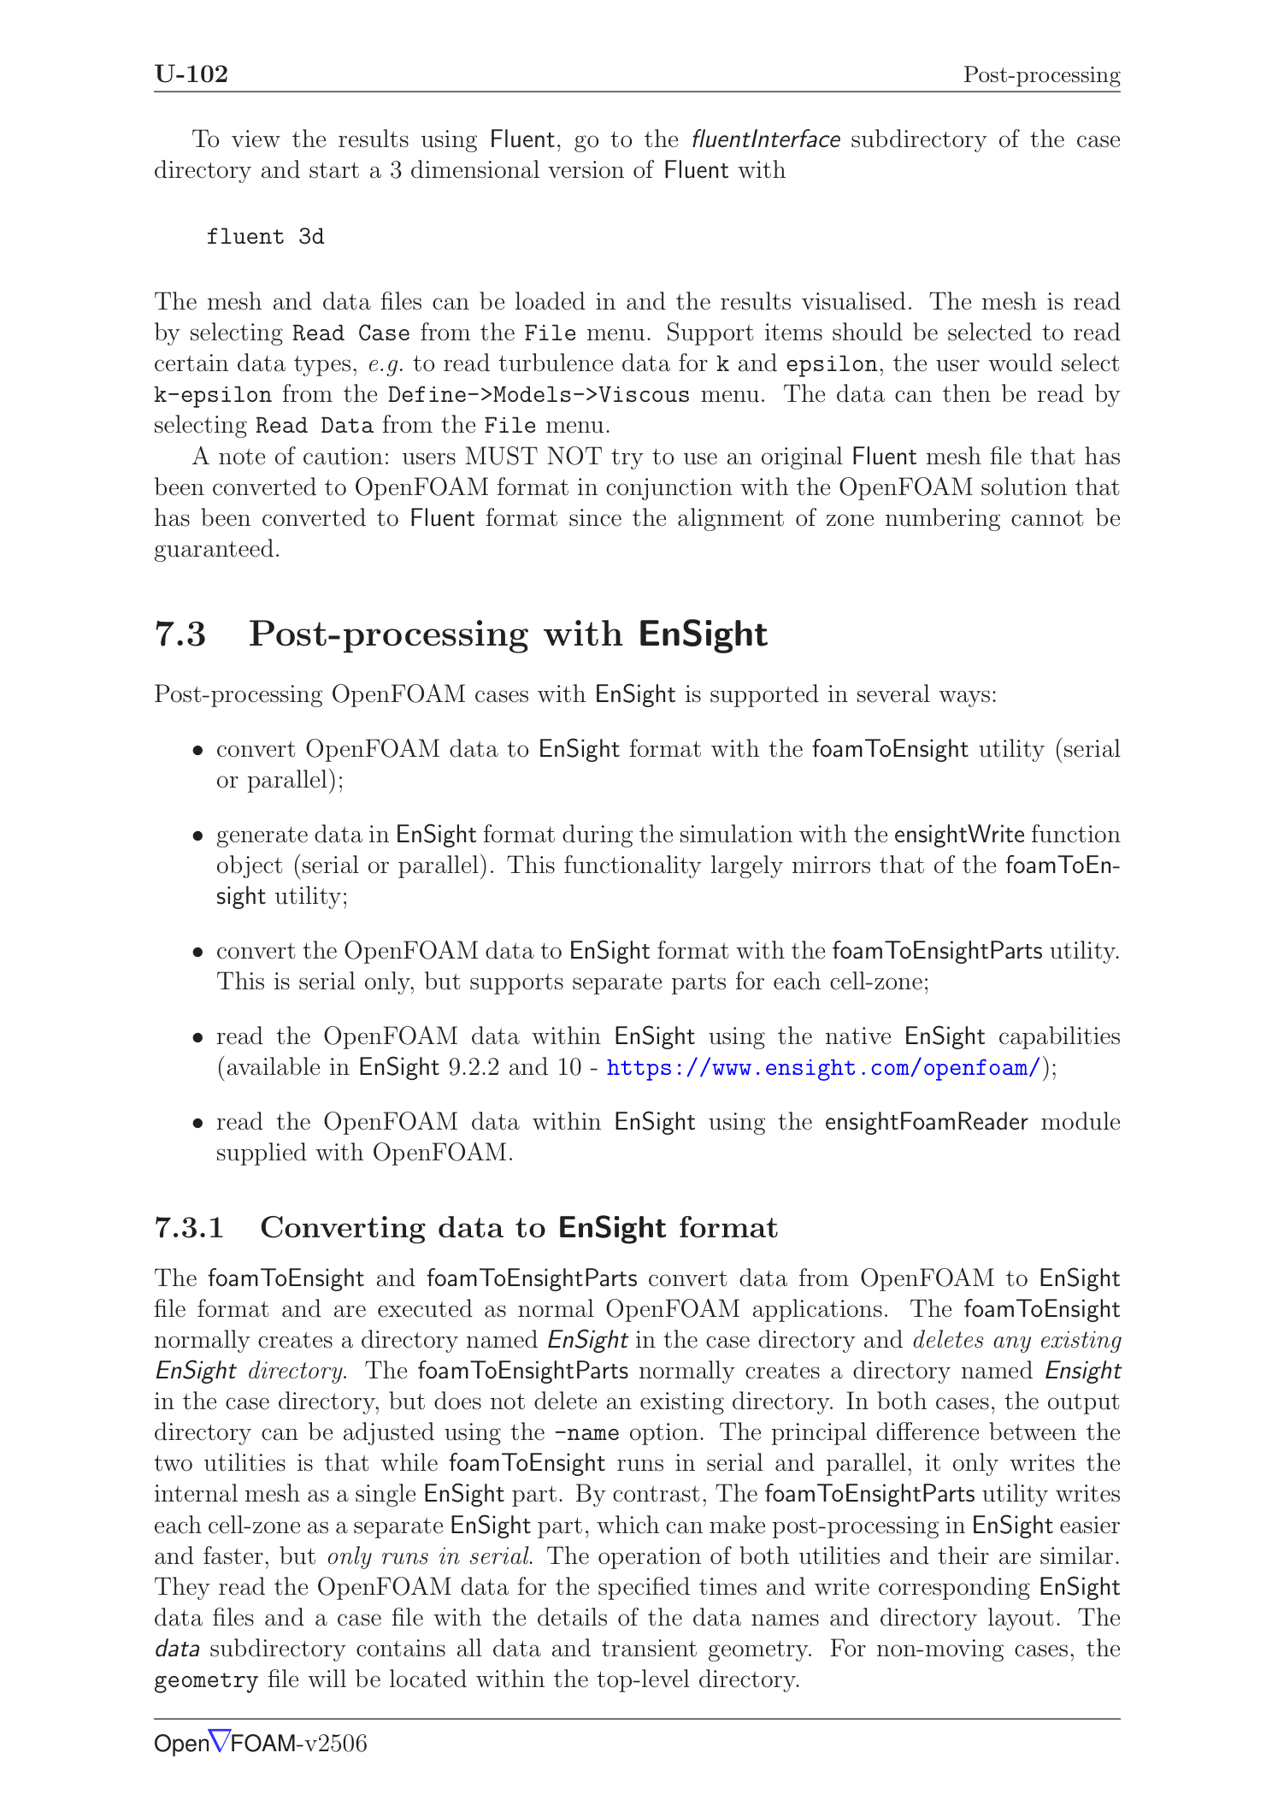 U-102 Post-processing
To view the results using Fluent, go to the fluentInterface subdirectory of the case
directory and start a 3 dimensional version of Fluent with
fluent 3d
The mesh and data files can be loaded in and the results visualised. The mesh is read
by selecting Read Case from the File menu. Support items should be selected to read
certain data types, e.g. to read turbulence data for k and epsilon, the user would select
k-epsilon from the Define->Models->Viscous menu. The data can then be read by
selecting Read Data from the File menu.
A note of caution: users MUST NOT try to use an original Fluent mesh file that has
been converted to OpenFOAM format in conjunction with the OpenFOAM solution that
has been converted to Fluent format since the alignment of zone numbering cannot be
guaranteed.
7.3 Post-processing with EnSight
Post-processing OpenFOAM cases with EnSight is supported in several ways:
• convert OpenFOAM data to EnSight format with the foamToEnsight utility (serial
or parallel);
• generate data in EnSight format during the simulation with the ensightWrite function
object (serial or parallel). This functionality largely mirrors that of the foamToEn-
sight utility;
• convert the OpenFOAM data to EnSight format with the foamToEnsightParts utility.
This is serial only, but supports separate parts for each cell-zone;
• read the OpenFOAM data within EnSight using the native EnSight capabilities
(available in EnSight 9.2.2 and 10 - https://www.ensight.com/openfoam/);
• read the OpenFOAM data within EnSight using the ensightFoamReader module
supplied with OpenFOAM.
7.3.1 Converting data to EnSight format
The foamToEnsight and foamToEnsightParts convert data from OpenFOAM to EnSight
file format and are executed as normal OpenFOAM applications. The foamToEnsight
normally creates a directory named EnSight in the case directory and deletes any existing
EnSight directory. The foamToEnsightParts normally creates a directory named Ensight
in the case directory, but does not delete an existing directory. In both cases, the output
directory can be adjusted using the -name option. The principal difference between the
two utilities is that while foamToEnsight runs in serial and parallel, it only writes the
internal mesh as a single EnSight part. By contrast, The foamToEnsightParts utility writes
each cell-zone as a separate EnSight part, which can make post-processing in EnSight easier
and faster, but only runs in serial. The operation of both utilities and their are similar.
They read the OpenFOAM data for the specified times and write corresponding EnSight
data files and a case file with the details of the data names and directory layout. The
data subdirectory contains all data and transient geometry. For non-moving cases, the
geometry file will be located within the top-level directory.
Open∇FOAM-v2506